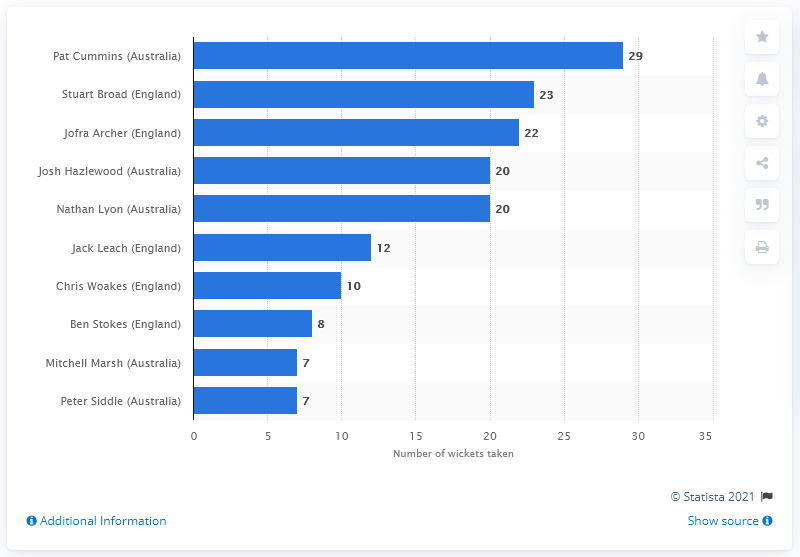 Pat Cummins (Australia) 29
Stuart Broad (England) 23
Jofra Archer (England) 22
Josh Hazlewood (Australia) 20
Nathan Lyon (Australia) 20
Jack Leach (England) 12
Chris Woakes (England) 10
Ben Stokes (England) 8
Mitchell Marsh (Australia) 7
Peter Siddle (Australia) 7
0 5 10 15 20 25 30 35
Number of wickets taken
© Statista 2021
Additional Information Show source